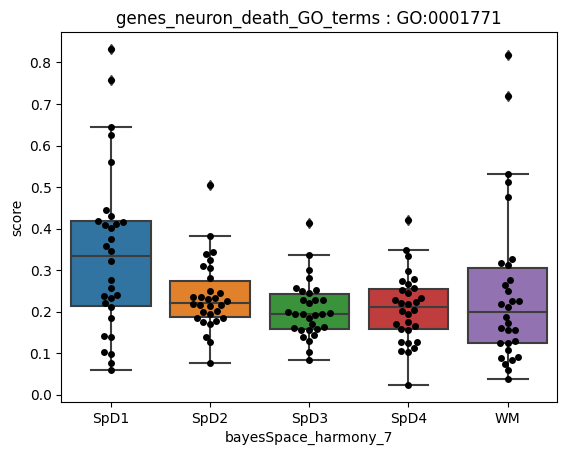 genes_neuron_death_GO_terms : GO:0001771
0.8
0.7
0.6
0.5
0.4
0.3
0.2
0.1
0.0
score
SpD1 SpD2 SpD3 SpD4 WM
bayesSpace_harmony_7